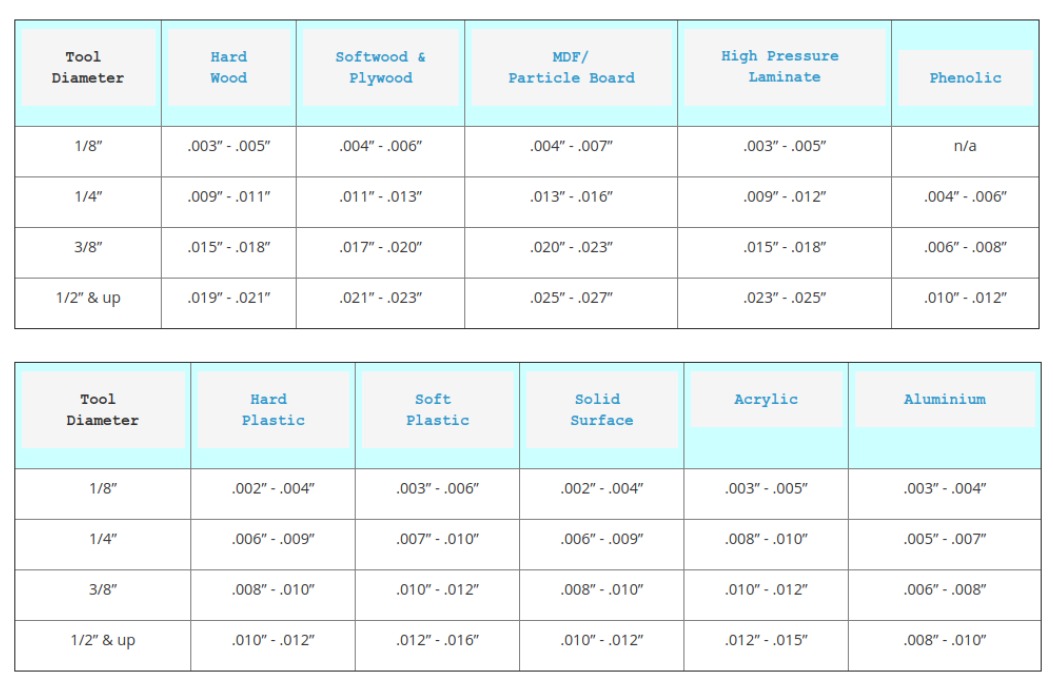 Tool Diameter Hard Wood Softwood & Plywood MDF/ Particle Board High Pressure Laminate Phenolic
1/8” .003” - .005” .004” - .006” .004” - .007” .003” - .005” n/a
1/4” .009” - .011” .011” - .013” .013” - .016” .009” - .012” .004” - .006”
3/8” .015” - .018” .017” - .020” .020” - .023” .015” - .018” .006” - .008”
1/2” & up .019” - .021” .021” - .023” .025” - .027” .023” - .025” .010” - .012”
Tool Diameter Hard Plastic Soft Plastic Solid Surface Acrylic Aluminium
1/8” .002” - .004” .003” - .006” .002” - .004” .003” - .005” .003” - .004”
1/4” .006” - .009” .007” - .010” .006” - .009” .008” - .010” .005” - .007”
3/8” .008” - .010” .010” - .012” .008” - .010” .010” - .012” .006” - .008”
1/2” & up .010” - .012” .012” - .016” .010” - .012” .012” - .015” .008” - .010”